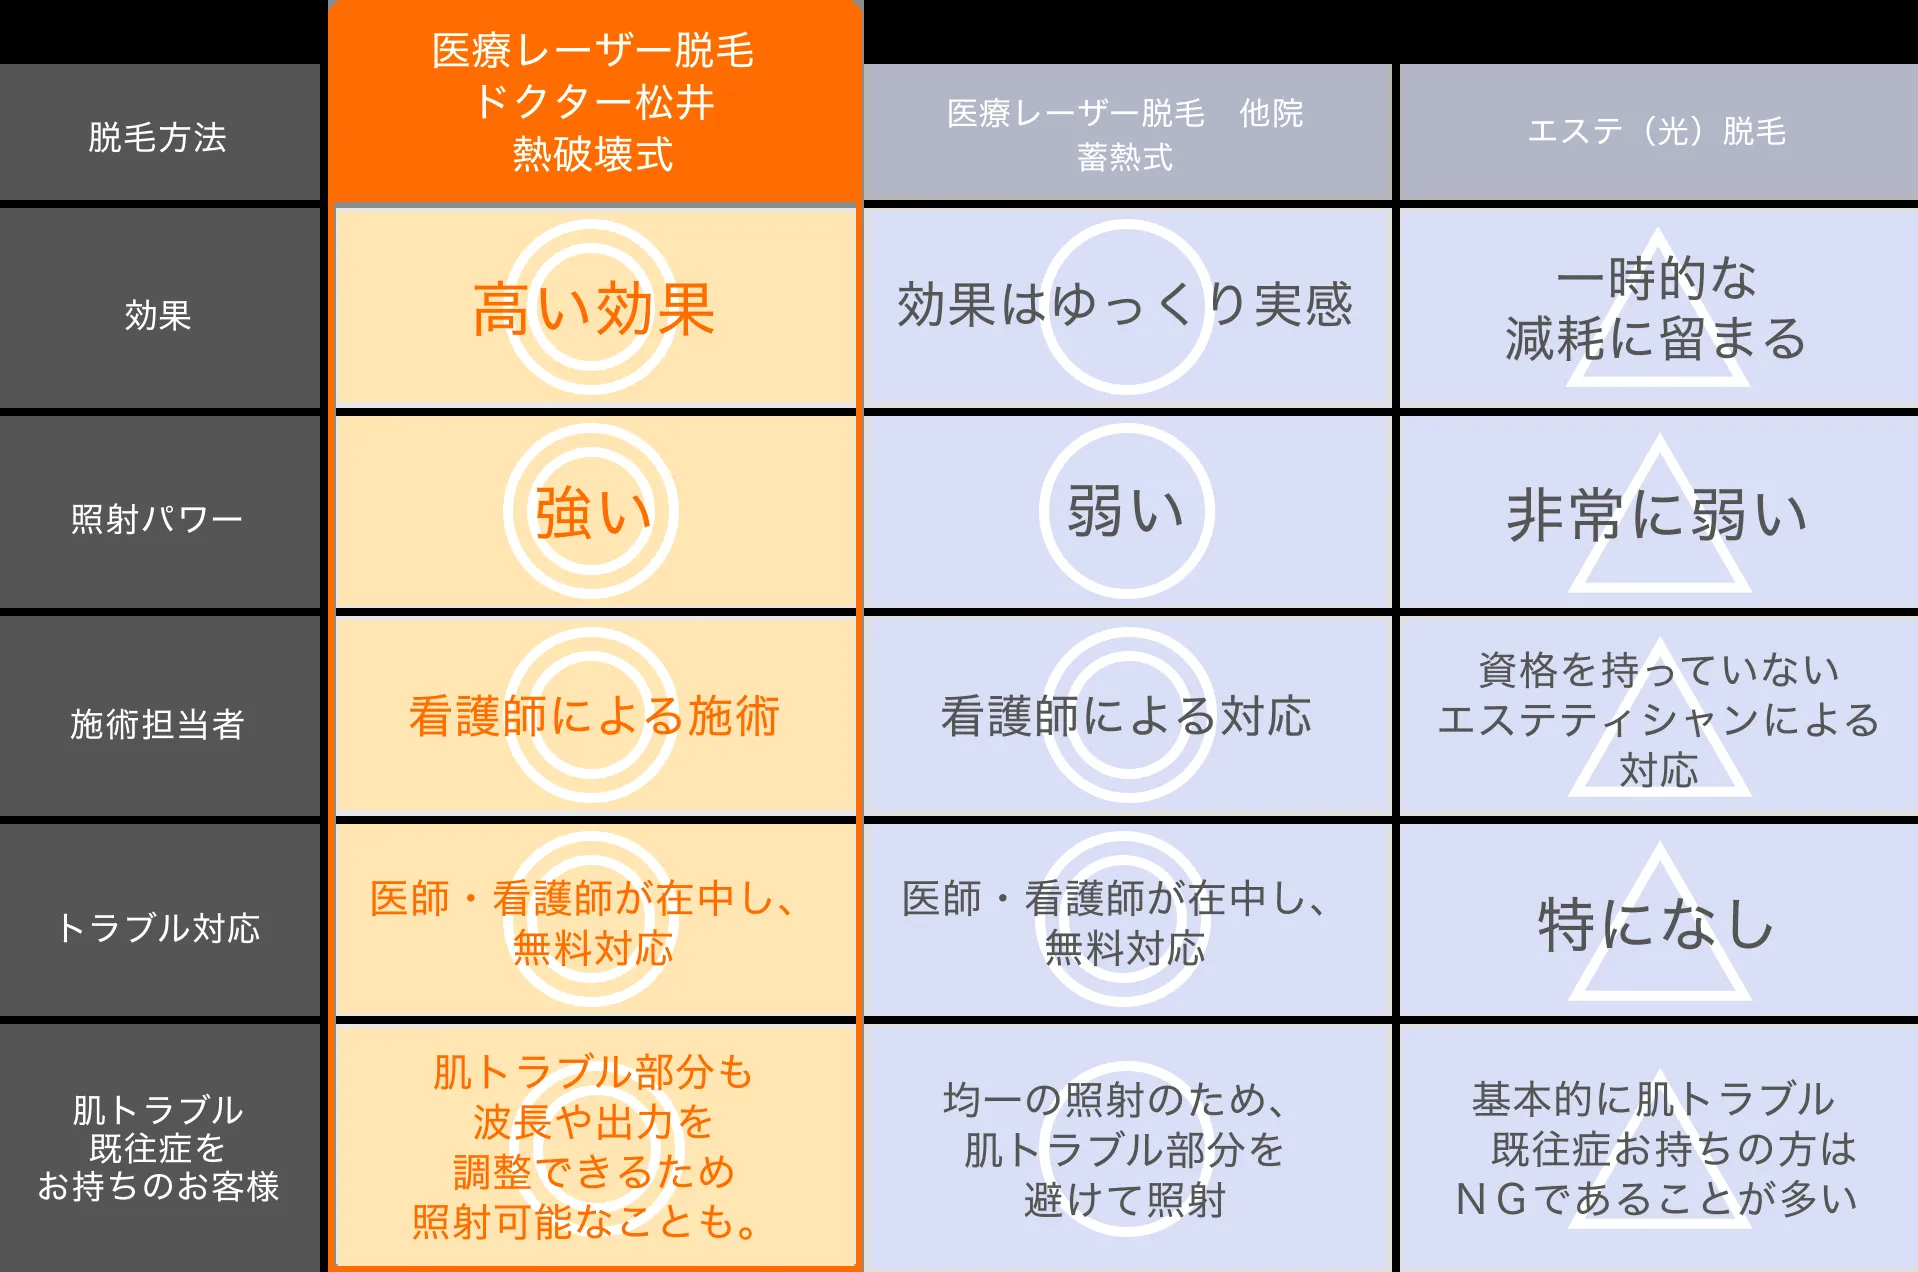 脱毛方法
医療レーザー脱毛
ドクター松井
熱破壊式
医療レーザー脱毛　他院
蓄熱式
エステ（光）脱毛
効果
高い効果
効果はゆっくり実感
一時的な
減耗に留まる
照射パワー
強い
弱い
非常に弱い
施術担当者
看護師による施術
看護師による対応
資格を持っていない
エステティシャンによる
対応
トラブル対応
医師・看護師が在中し、
無料対応
医師・看護師が在中し、
無料対応
特になし
肌トラブル
既往症を
お持ちのお客様
肌トラブル部分も
波長や出力を
調整できるため
照射可能なことも。
均一の照射のため、
肌トラブル部分を
避けて照射
基本的に肌トラブル
既往症お持ちの方は
ＮＧであることが多い